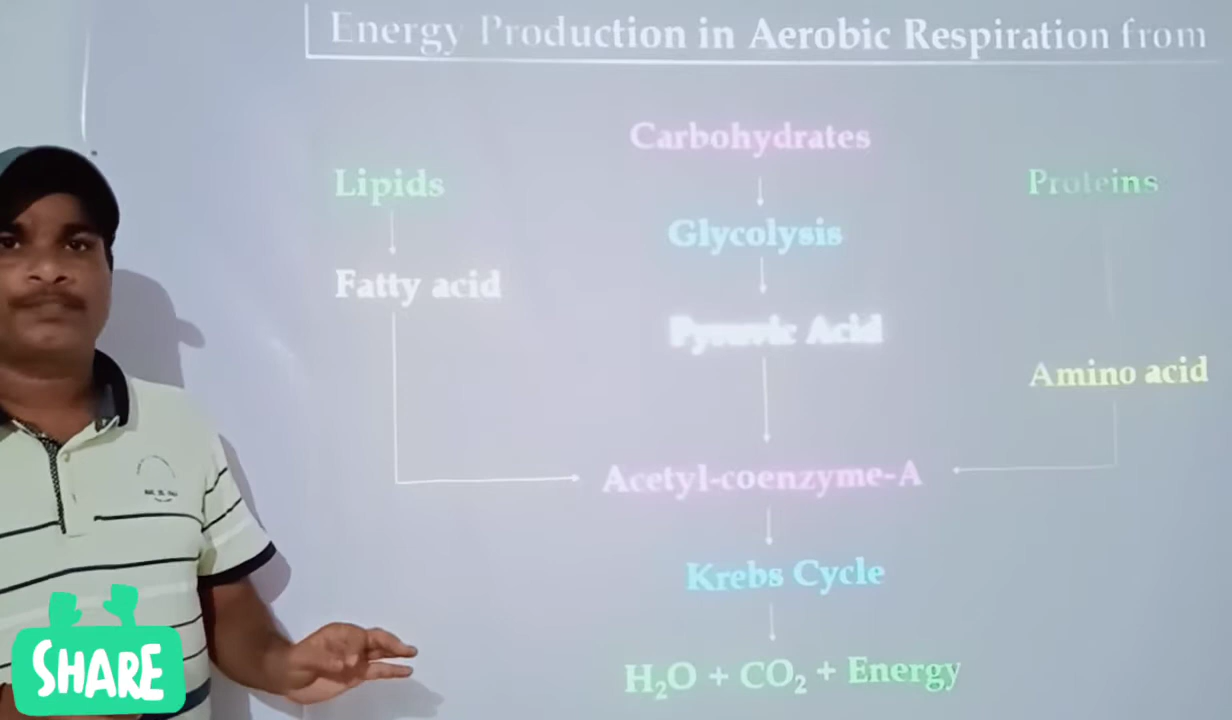 Energy Production in Aerobic Respiration from
Carbohydrates
Lipids
Proteins
Glycolysis
Fatty acid
Pyruvic Acid
Amino acid
Acetyl-coenzyme-A
Krebs Cycle
H₂O + CO₂ + Energy
SHARE